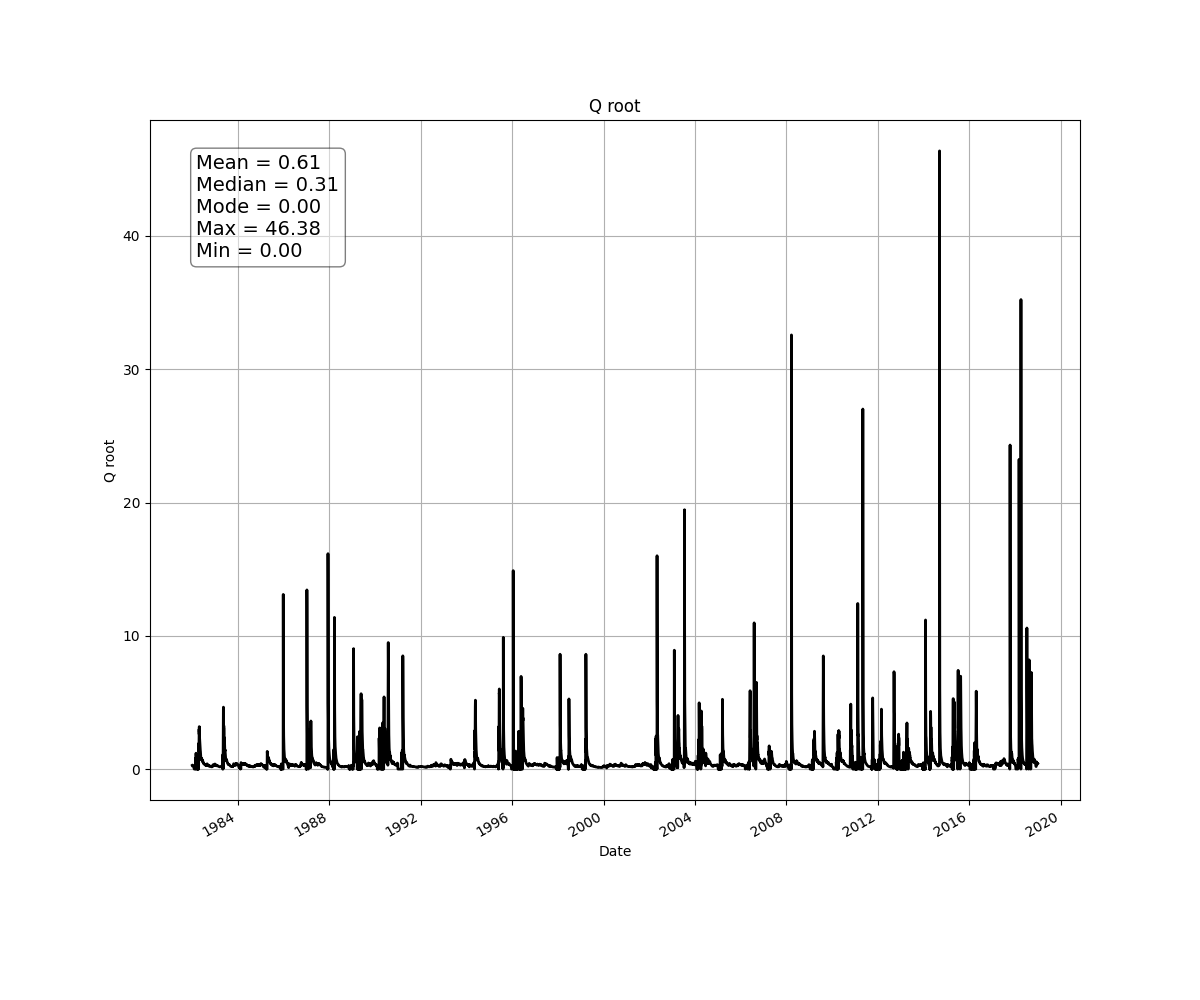 Q root
Mean = 0.61
Median = 0.31
Mode = 0.00
Max = 46.38
Min = 0.00
40
30
20
10
0
Q root
1984 1988 1992 1996 2000 2004 2008 2012 2016 2020
Date